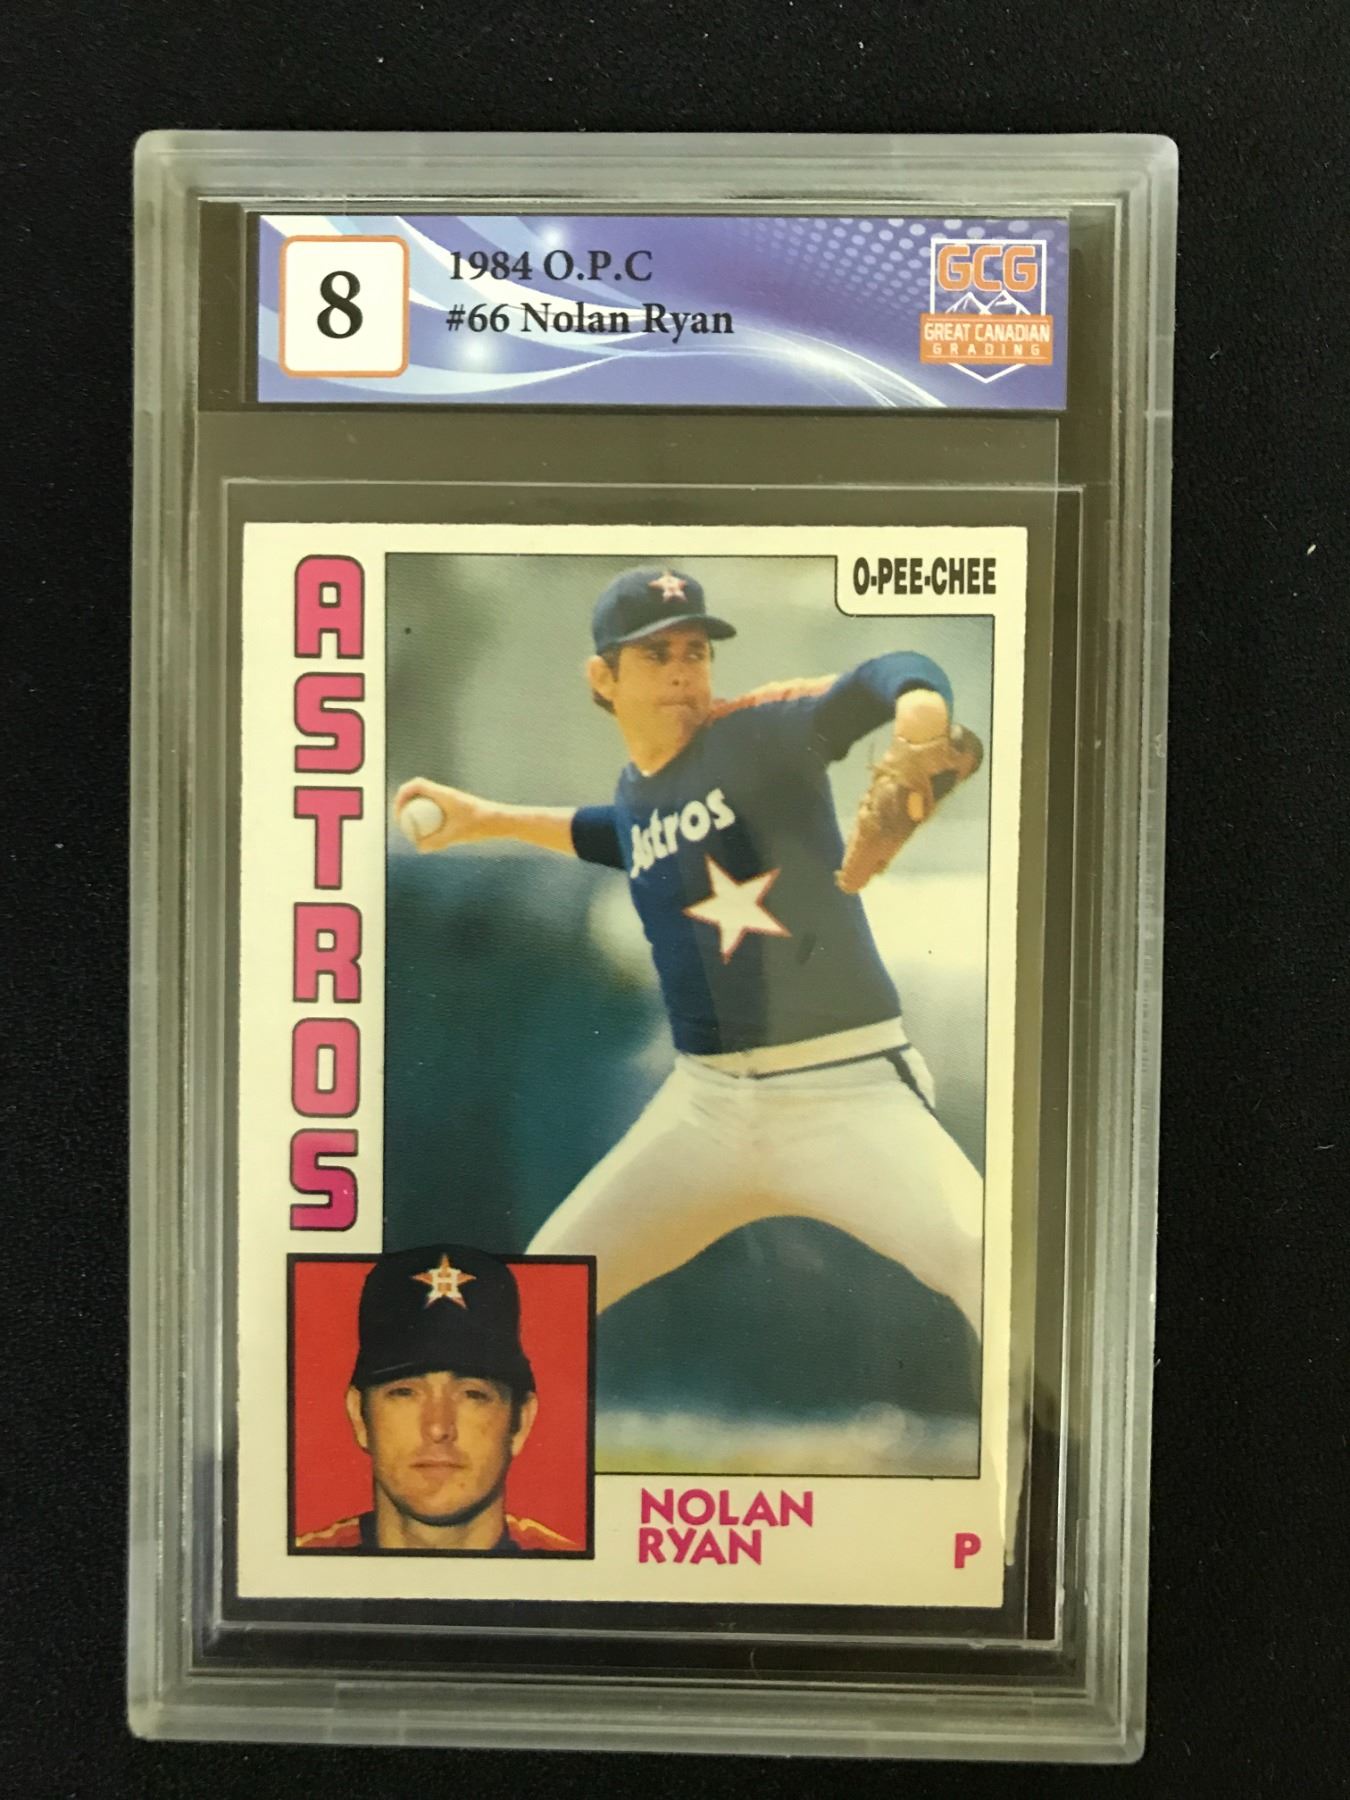 8
1984 O.P.C
#66 Nolan Ryan
GCG
GREAT CANADIAN
GRADING
O-PEE-CHEE
ASTROS
H
Astros
H
NOLAN
RYAN
P